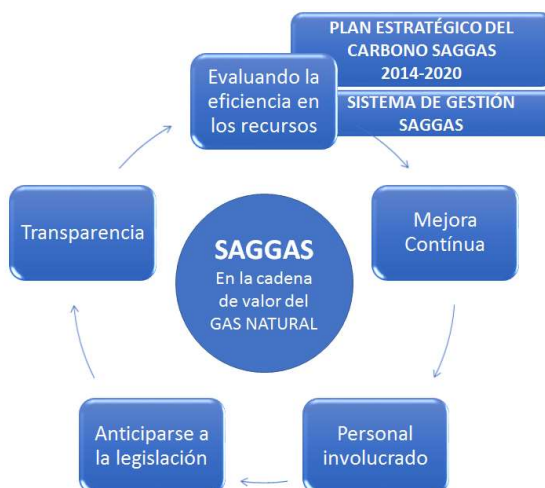 PLAN ESTRATÉGICO DEL
CARBONO SAGGAS
2014-2020
SISTEMA DE GESTIÓN
SAGGAS
Evaluando la
eficiencia en
los recursos
Mejora
Contínua
Personal
involucrado
Anticiparse a
la legislación
Transparencia
SAGGAS
En la cadena
de valor del
GAS NATURAL